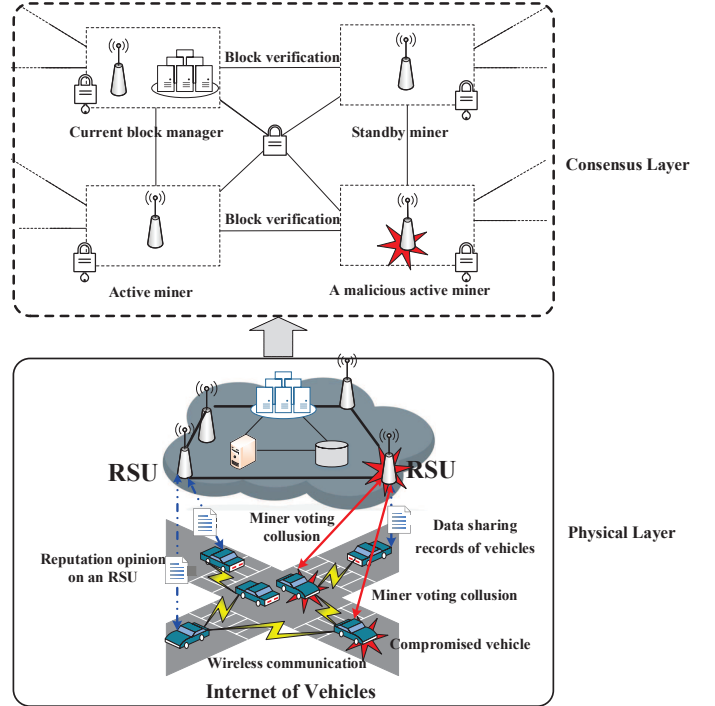 Block verification
Current block manager
Standby miner
Consensus Layer
Block verification
Active miner
A malicious active miner
RSU
RSU
Miner voting
collusion
Data sharing
records of vehicles
Physical Layer
Reputation opinion
on an RSU
Miner voting collusion
Compromised vehicle
Wireless communication
Internet of Vehicles